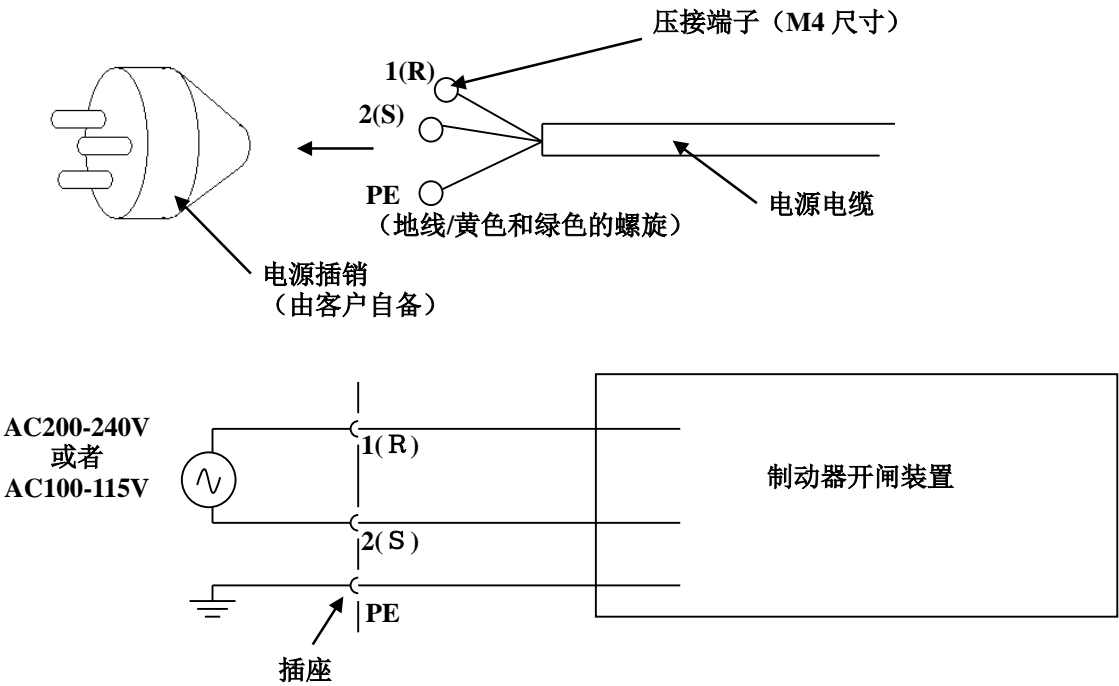 压接端子（M4 尺寸）
1(R)
2(S)
PE
（地线/黄色和绿色的螺旋）
电源电缆
电源插销
（由客户自备）
AC200-240V
或者
AC100-115V
1(R)
2(S)
PE
制动器开闸装置
插座